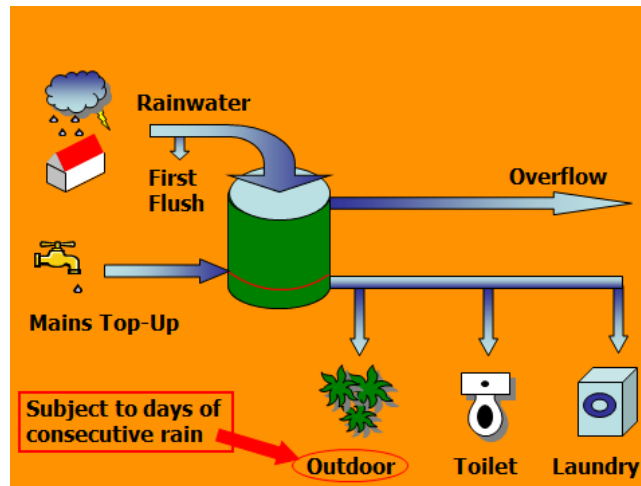 Rainwater
First
Flush
Overflow
Mains Top-Up
Subject to days of
consecutive rain
Outdoor
Toilet
Laundry